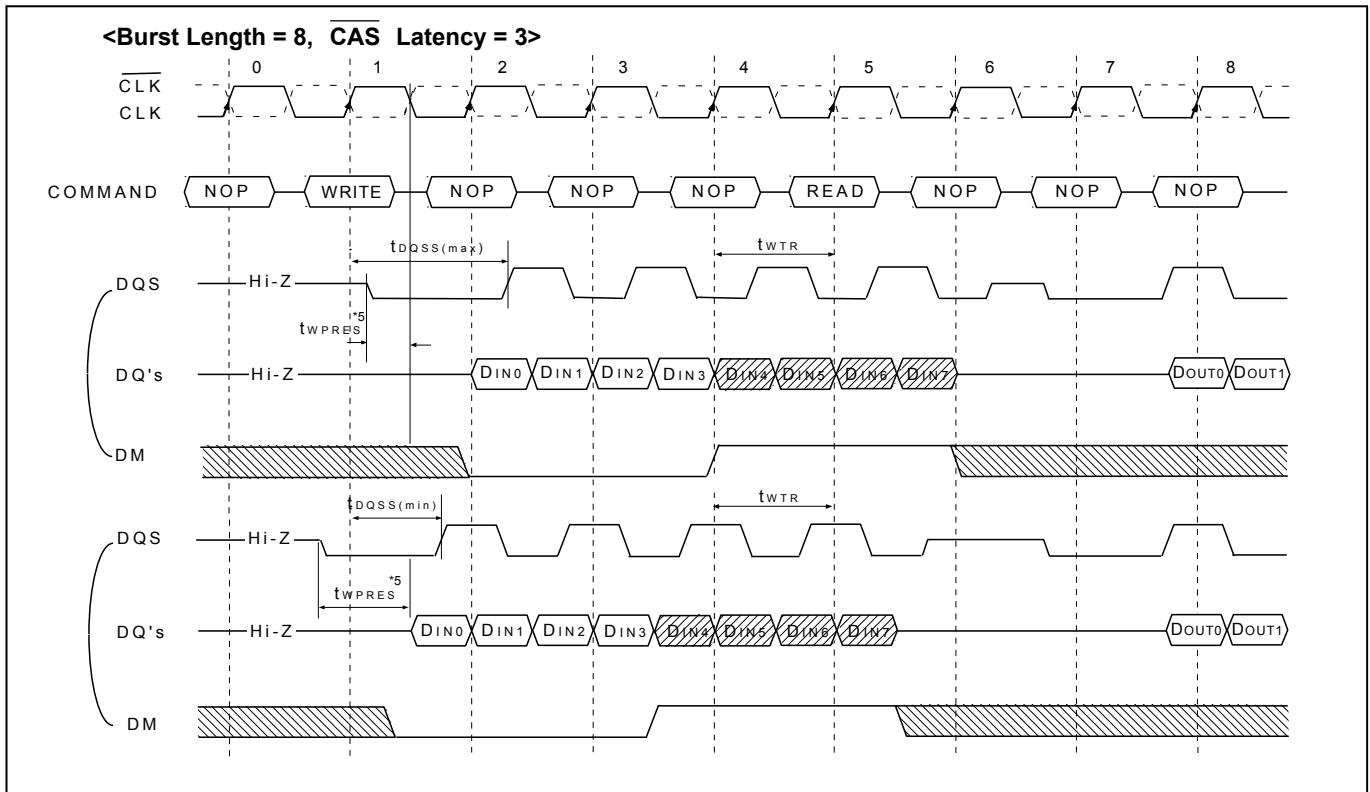 <Burst Length = 8, CAS Latency = 3>
0 1 2 3 4 5 6 7 8
CLK
CLK
COMMAND NOP WRITE NOP NOP NOP READ NOP NOP NOP
tDQSS(max) tWTR
DQS Hi-Z
tWPRES*5
DQ's Hi-Z DIN0 DIN1 DIN2 DIN3 DIN4 DIN5 DIN6 DIN7 DOUT0 DOUT1
DM
tDQSS(min) tWTR
DQS Hi-Z
tWPRES*5
DQ's Hi-Z DIN0 DIN1 DIN2 DIN3 DIN4 DIN5 DIN6 DIN7 DOUT0 DOUT1
DM